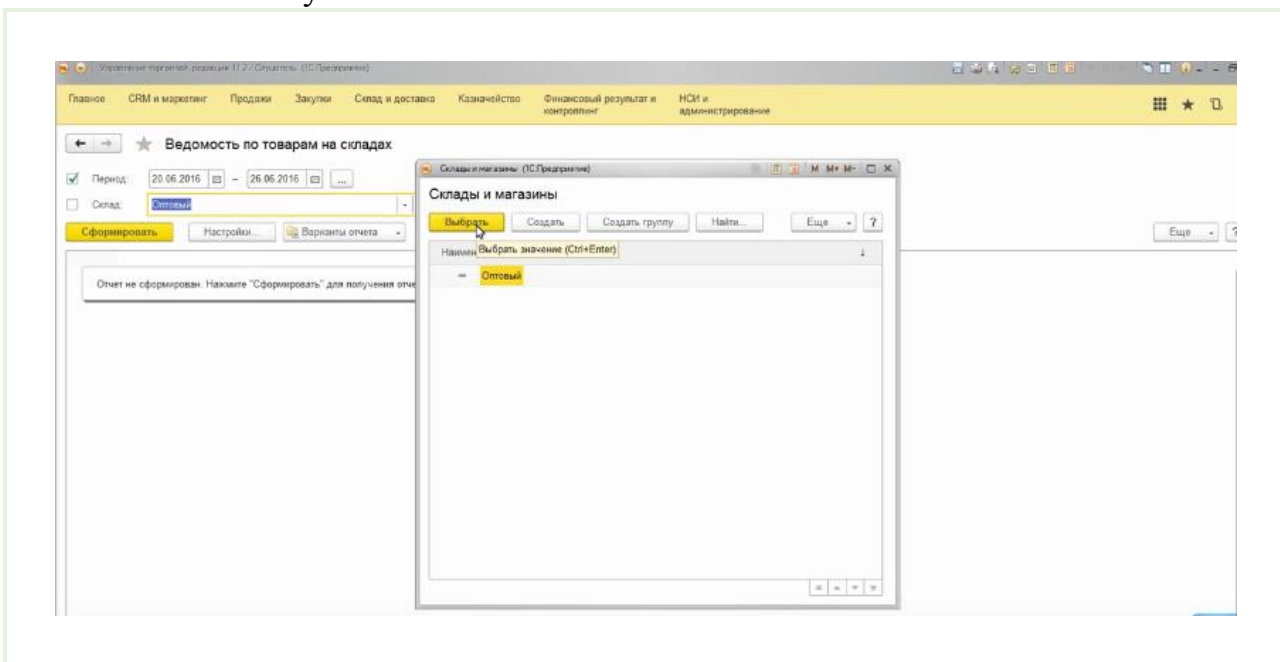 Управление торговлей, редакция 11.2 / Слушатель (1С:Предприятие)
Главное CRM и маркетинг Продажи Закупки Склад и доставка Казначейство Финансовый результат и контроллинг НСИ и администрирование
Ведомость по товарам на складах
Период: 20.06.2016 – 26.06.2016 ...
Склад: Оптовый
Сформировать Настройки... Варианты отчета Еще ?
Отчет не сформирован. Нажмите "Сформировать" для получения отче
Склады и магазины (1С:Предприятие) M M+ M-
Склады и магазины
Выбрать Создать Создать группу Найти... Еще ?
Наимен
Выбрать значение (Ctrl+Enter)
Оптовый